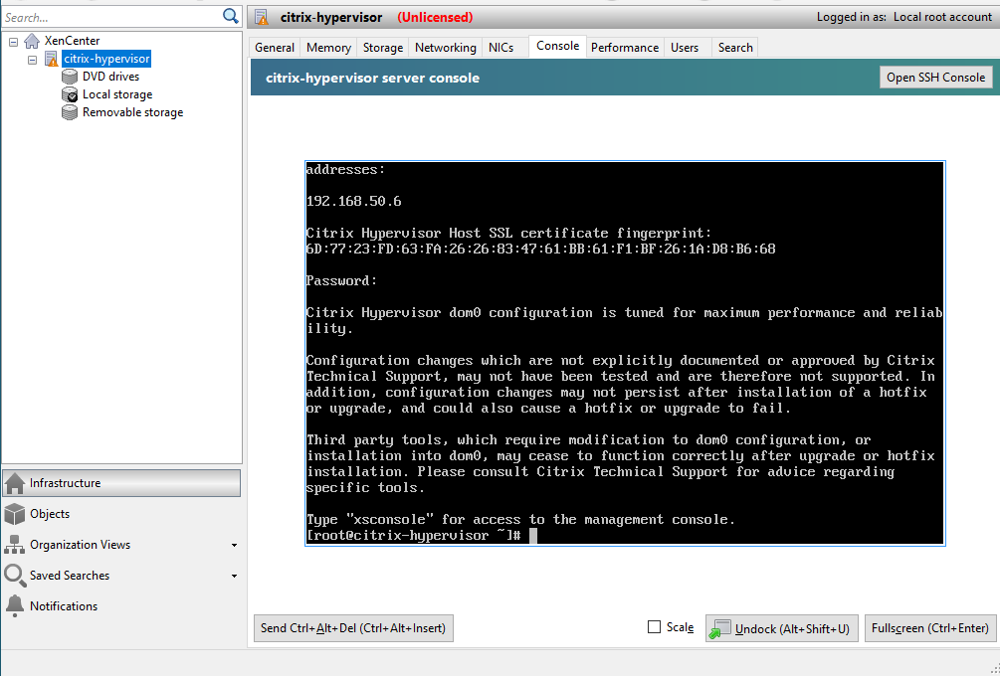 Search...
citrix-hypervisor (Unlicensed)
Logged in as: Local root account
XenCenter
citrix-hypervisor
DVD drives
Local storage
Removable storage
General Memory Storage Networking NICs Console Performance Users Search
citrix-hypervisor server console
Open SSH Console
addresses:
192.168.50.6
Citrix Hypervisor Host SSL certificate fingerprint:
6D:77:23:FD:63:FA:26:26:83:47:61:BB:61:F1:BF:26:1A:D8:B6:68
Password:
Citrix Hypervisor dom0 configuration is tuned for maximum performance and reliab
ility.
Configuration changes which are not explicitly documented or approved by Citrix
Technical Support, may not have been tested and are therefore not supported. In
addition, configuration changes may not persist after installation of a hotfix
or upgrade, and could also cause a hotfix or upgrade to fail.
Third party tools, which require modification to dom0 configuration, or
installation into dom0, may cease to function correctly after upgrade or hotfix
installation. Please consult Citrix Technical Support for advice regarding
specific tools.
Type "xsconsole" for access to the management console.
[root@citrix-hypervisor ~]#
Infrastructure
Objects
Organization Views
Saved Searches
Notifications
Send Ctrl+Alt+Del (Ctrl+Alt+Insert)
Scale
Undock (Alt+Shift+U)
Fullscreen (Ctrl+Enter)